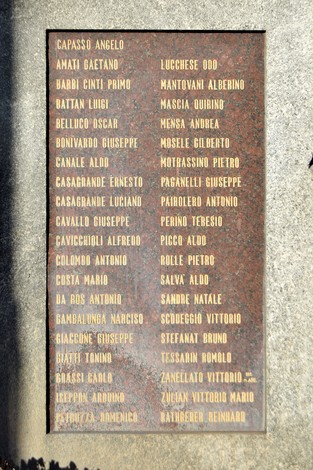 CAPASSO ANGELO
AMATI GAETANO
BARBI CINTI PRIMO
BATTAN LUIGI
BELLUCO OSCAR
BONIVARDO GIUSEPPE
CANALE ALDO
CASAGRANDE ERNESTO
CASAGRANDE LUCIANO
CAVALLO GIUSEPPE
CAVICCHIOLI ALFREDO
COLOMBO ANTONIO
COSTA MARIO
DA ROS ANTONIO
GAMBALUNGA NARCISO
GIACCONE GIUSEPPE
GIATTI TONINO
GRASSI CARLO
ISEPPON ARDUINO
PETRUZZA DOMENICO
LUCCHESE ODO
MANTOVANI ALBERINO
MASCIA QUIRINO
MENSA ANDREA
MOSELE GILBERTO
MOTRASSINO PIETRO
PAGANELLI GIUSEPPE
PAIROLERO ANTONIO
PERINO TERESIO
PICCO ALDO
ROLLE PIETRO
SALVA' ALDO
SANDRE NATALE
SCODEGGIO VITTORIO
STEFANAT BRUNO
TESSARIN ROMOLO
ZANELLATO VITTORIO
ZULIAN VITTORIO MARIO
RATHGEBER REINHARD